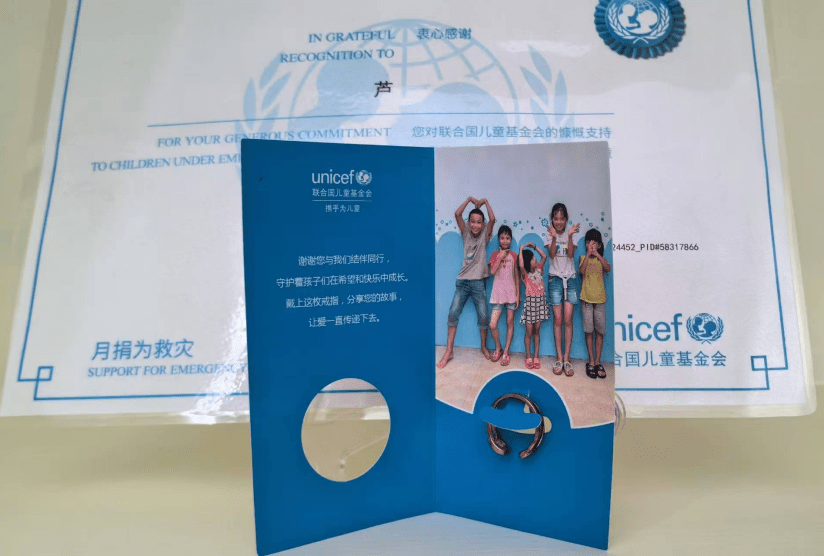 IN GRATEFUL 衷心感谢
RECOGNITION TO
芦
FOR YOUR GENEROUS COMMITMENT 您对联合国儿童基金会的慷慨支持
TO CHILDREN UNDER
24452_PID#5B317866
unicef
联合国儿童基金会
携手为儿童
谢谢您与我们结伴同行，
守护着孩子们在希望和快乐中成长。
戴上这枚戒指，分享您的故事，
让爱一直传递下去。
月捐为救灾
SUPPORT FOR EMERGENCY
nicef
合国儿童基金会